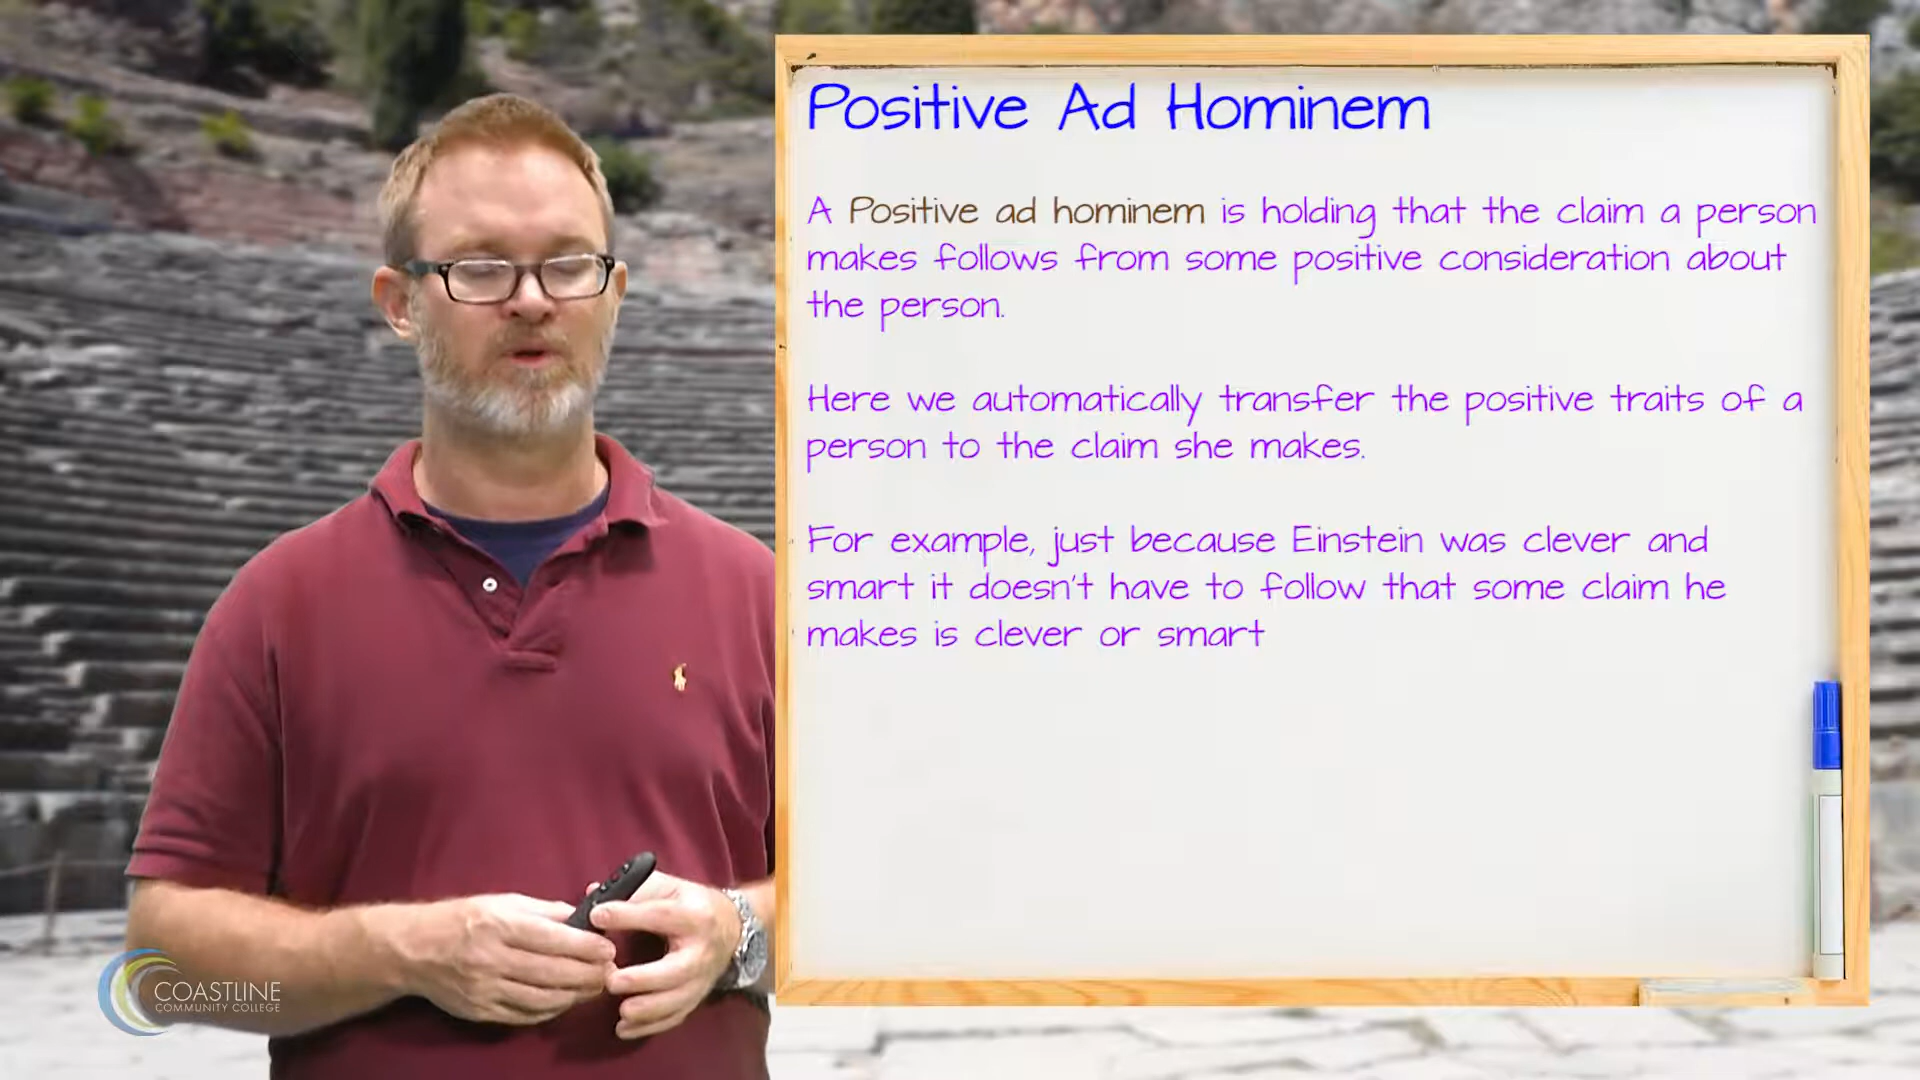 Positive Ad Hominem
A Positive ad hominem is holding that the claim a person
makes follows from some positive consideration about
the person.
Here we automatically transfer the positive traits of a
person to the claim she makes.
For example, just because Einstein was clever and
smart it doesn't have to follow that some claim he
makes is clever or smart
COASTLINE
COMMUNITY COLLEGE